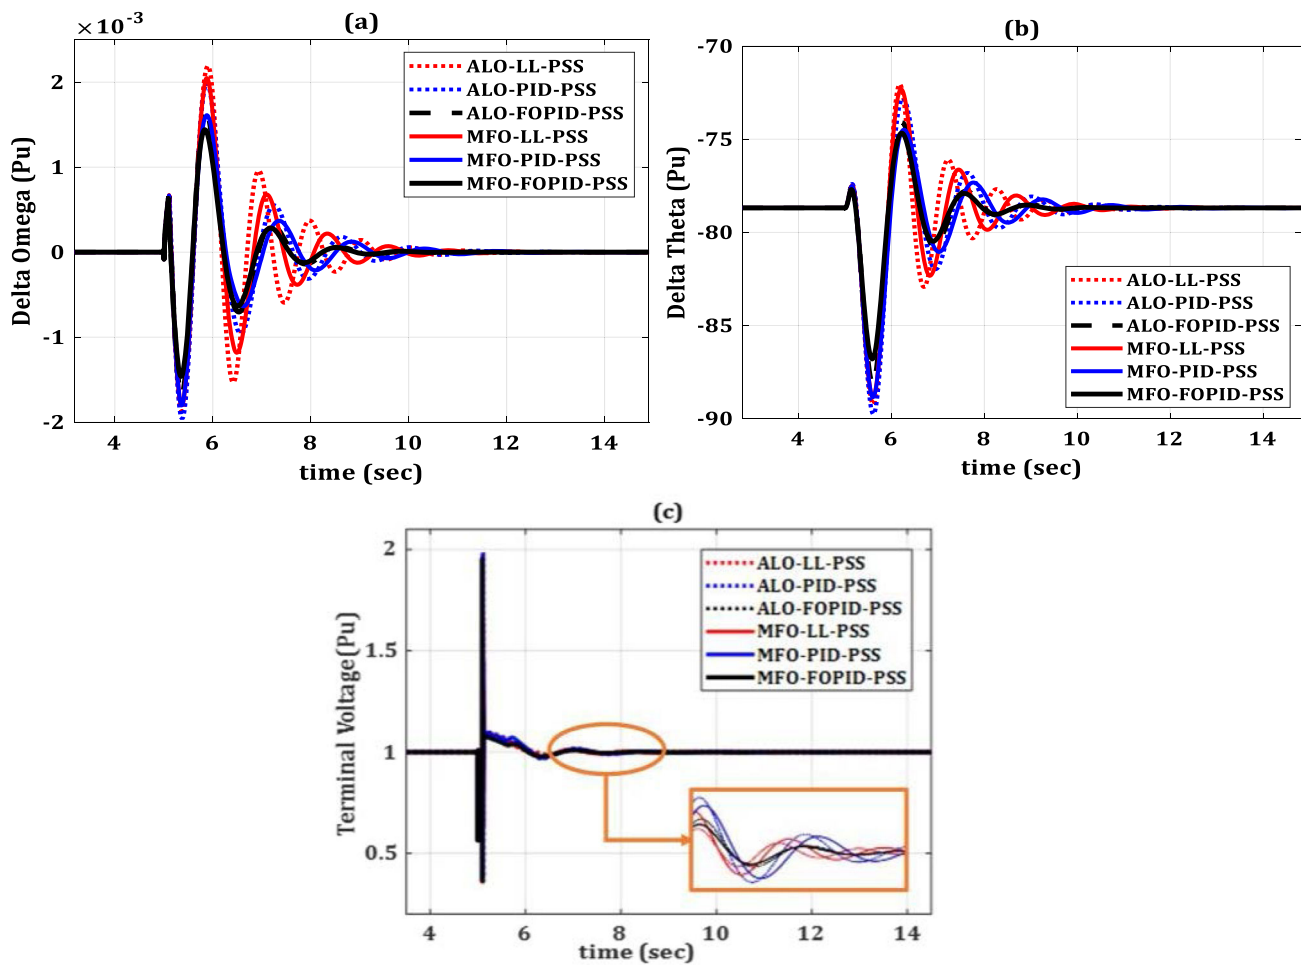 (a)
×10⁻³
2
1
0
-1
-2
4
6
8
10
12
14
Delta Omega (Pu)
time (sec)
ALO-LL-PSS
ALO-PID-PSS
ALO-FOPID-PSS
MFO-LL-PSS
MFO-PID-PSS
MFO-FOPID-PSS
(b)
-70
-75
-80
-85
-90
4
6
8
10
12
14
Delta Theta (Pu)
time (sec)
ALO-LL-PSS
ALO-PID-PSS
ALO-FOPID-PSS
MFO-LL-PSS
MFO-PID-PSS
MFO-FOPID-PSS
(c)
2
1.5
1
0.5
4
6
8
10
12
14
Terminal Voltage(Pu)
time (sec)
ALO-LL-PSS
ALO-PID-PSS
ALO-FOPID-PSS
MFO-LL-PSS
MFO-PID-PSS
MFO-FOPID-PSS